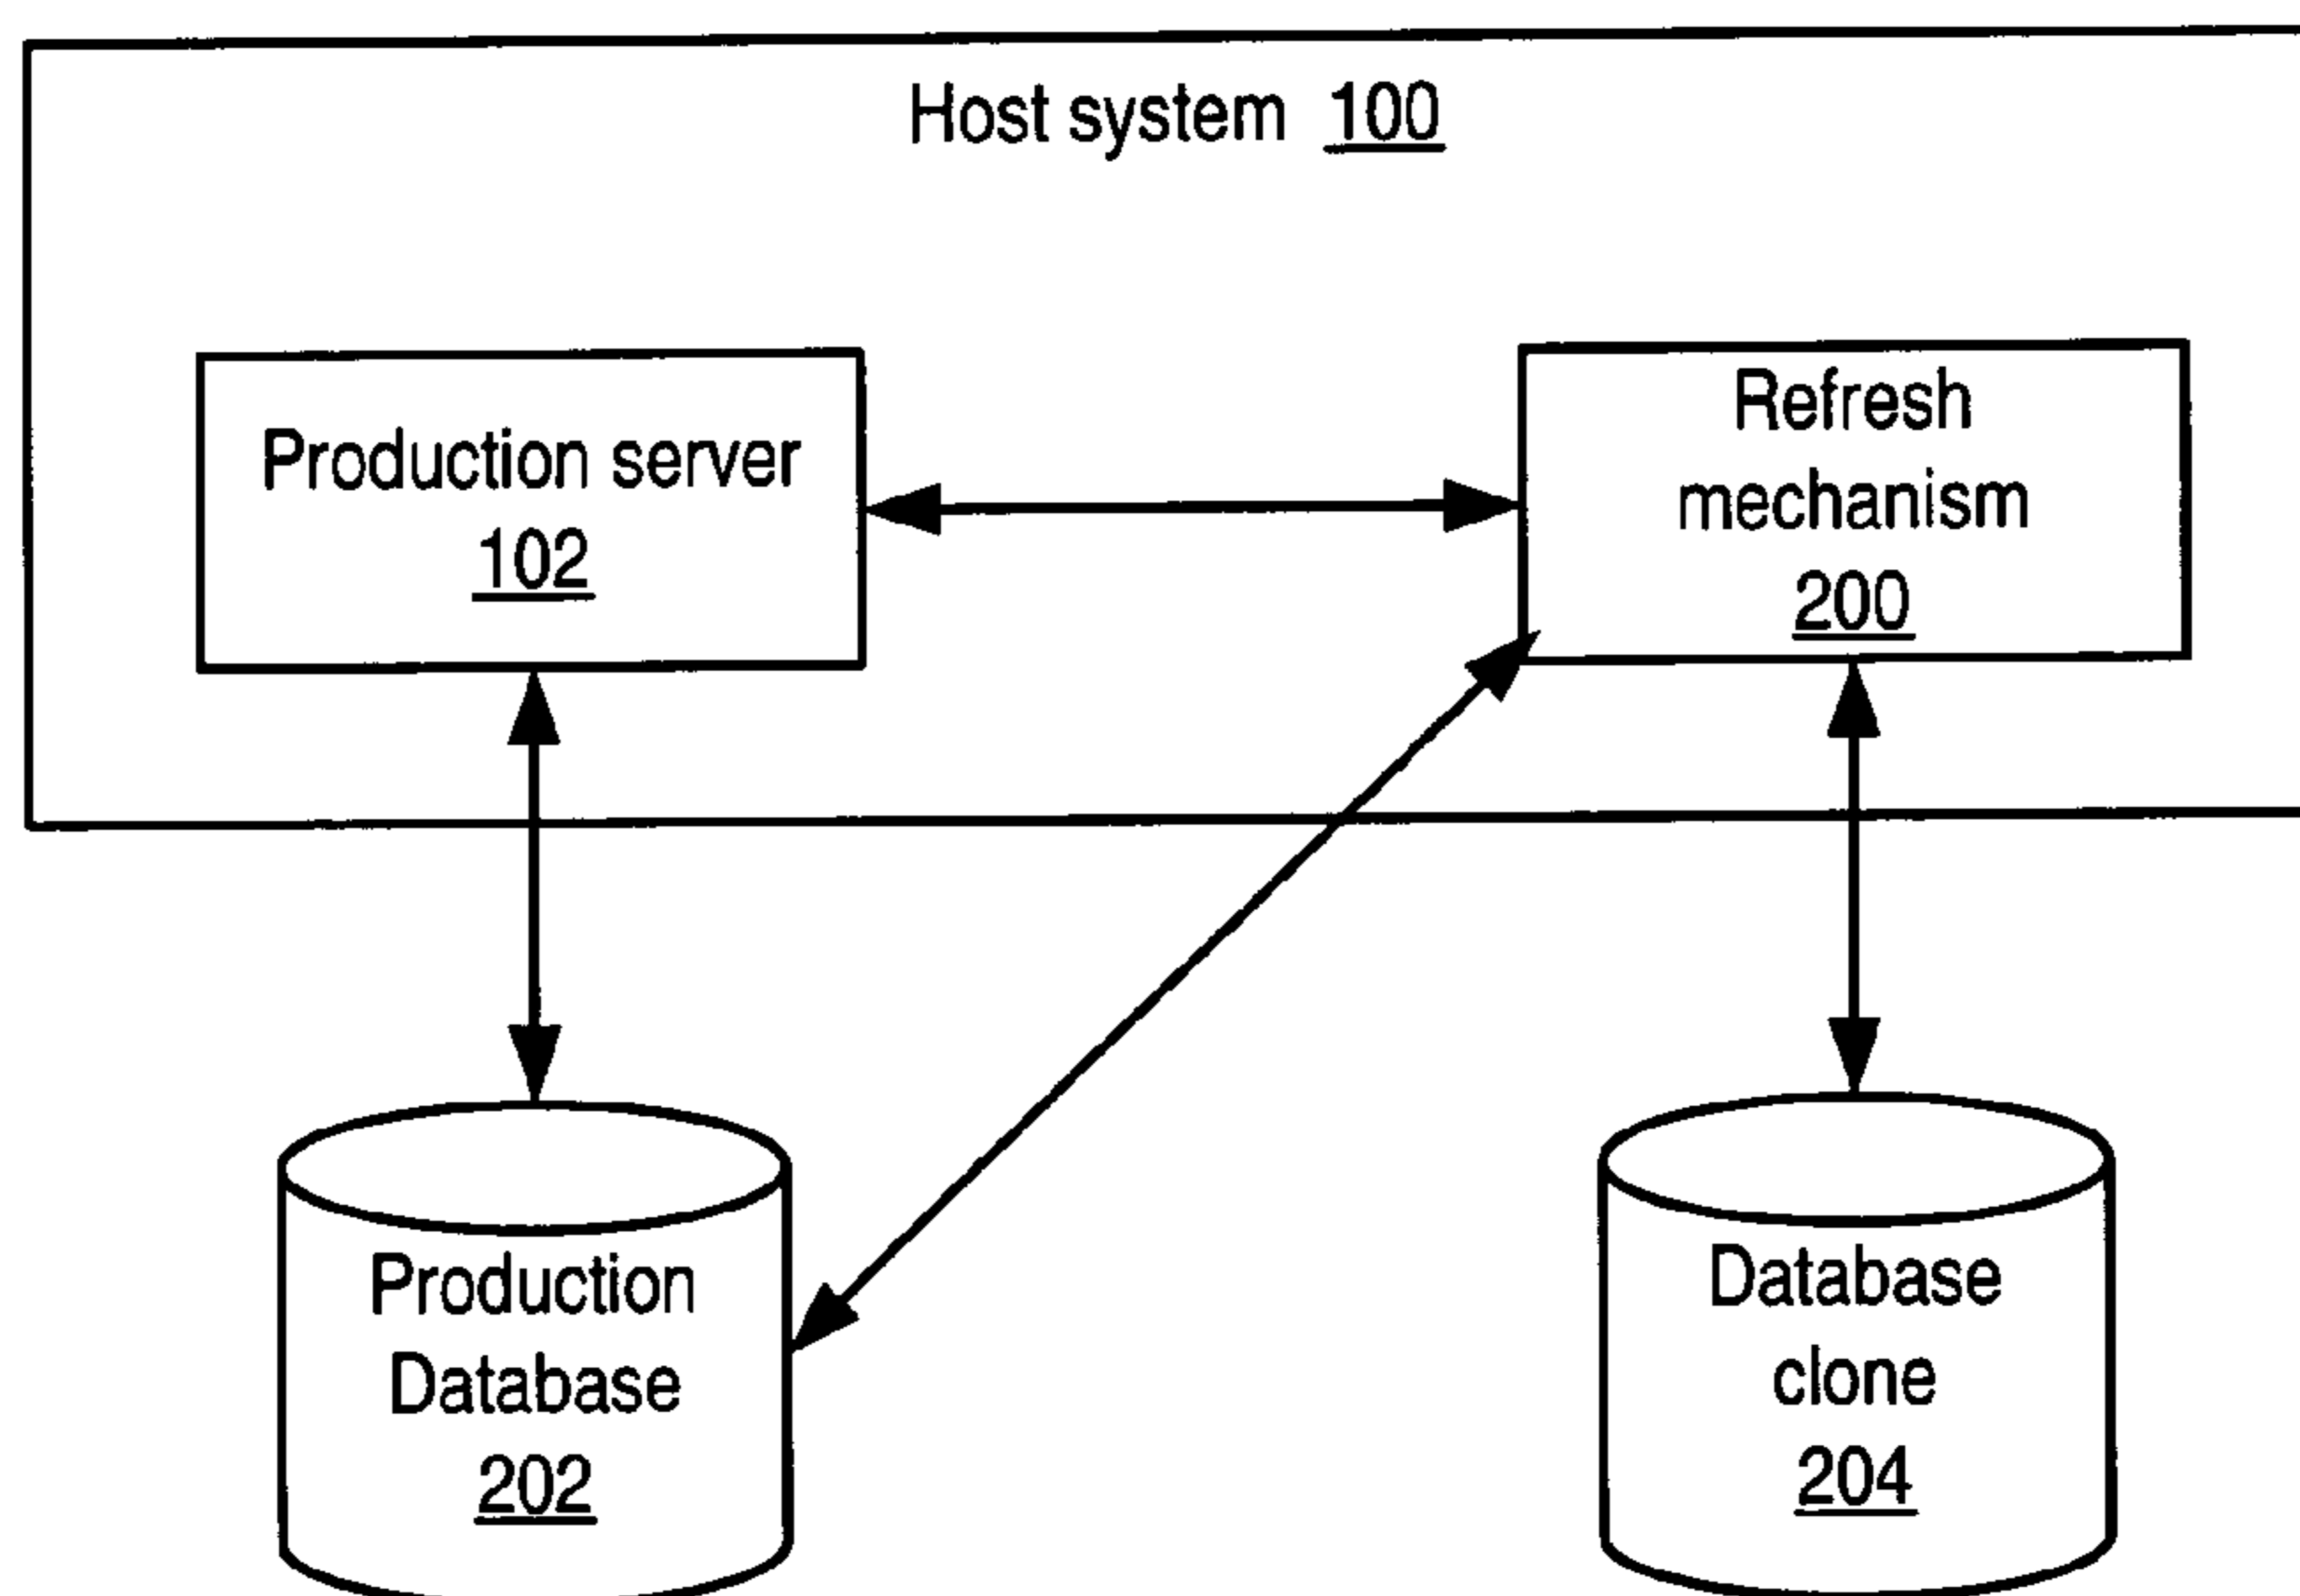 Host system 100
Production server
102
Refresh
mechanism
200
Production
Database
202
Database
clone
204